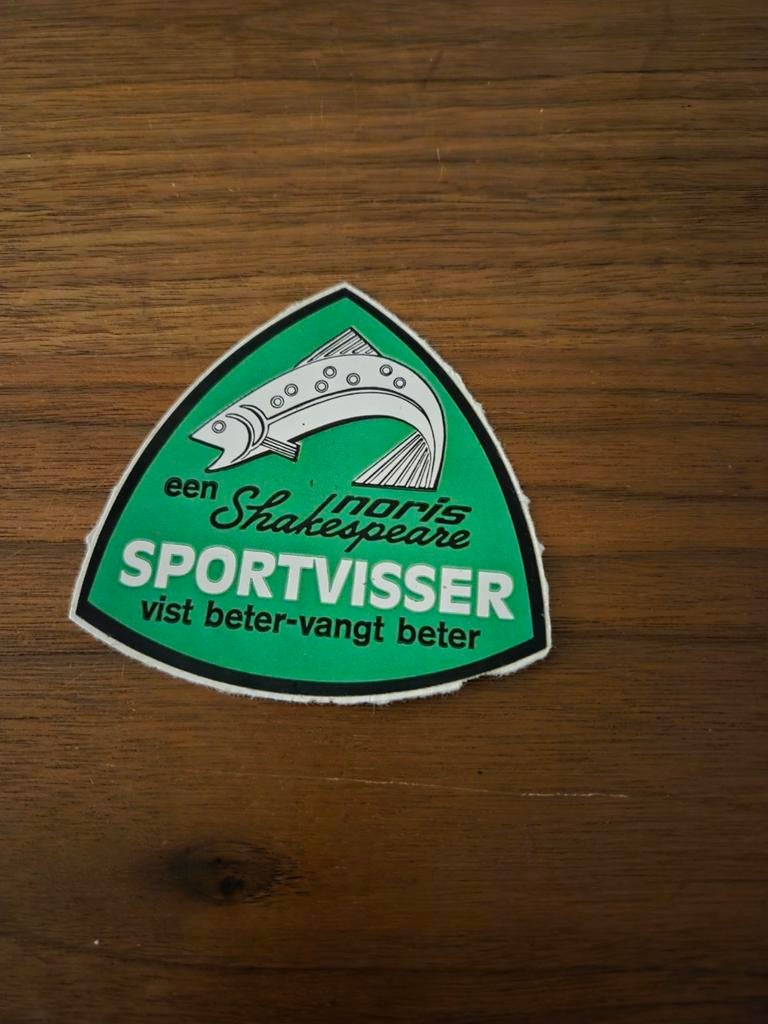 een noris
Shakespeare
SPORTVISSER
vist beter-vangt beter